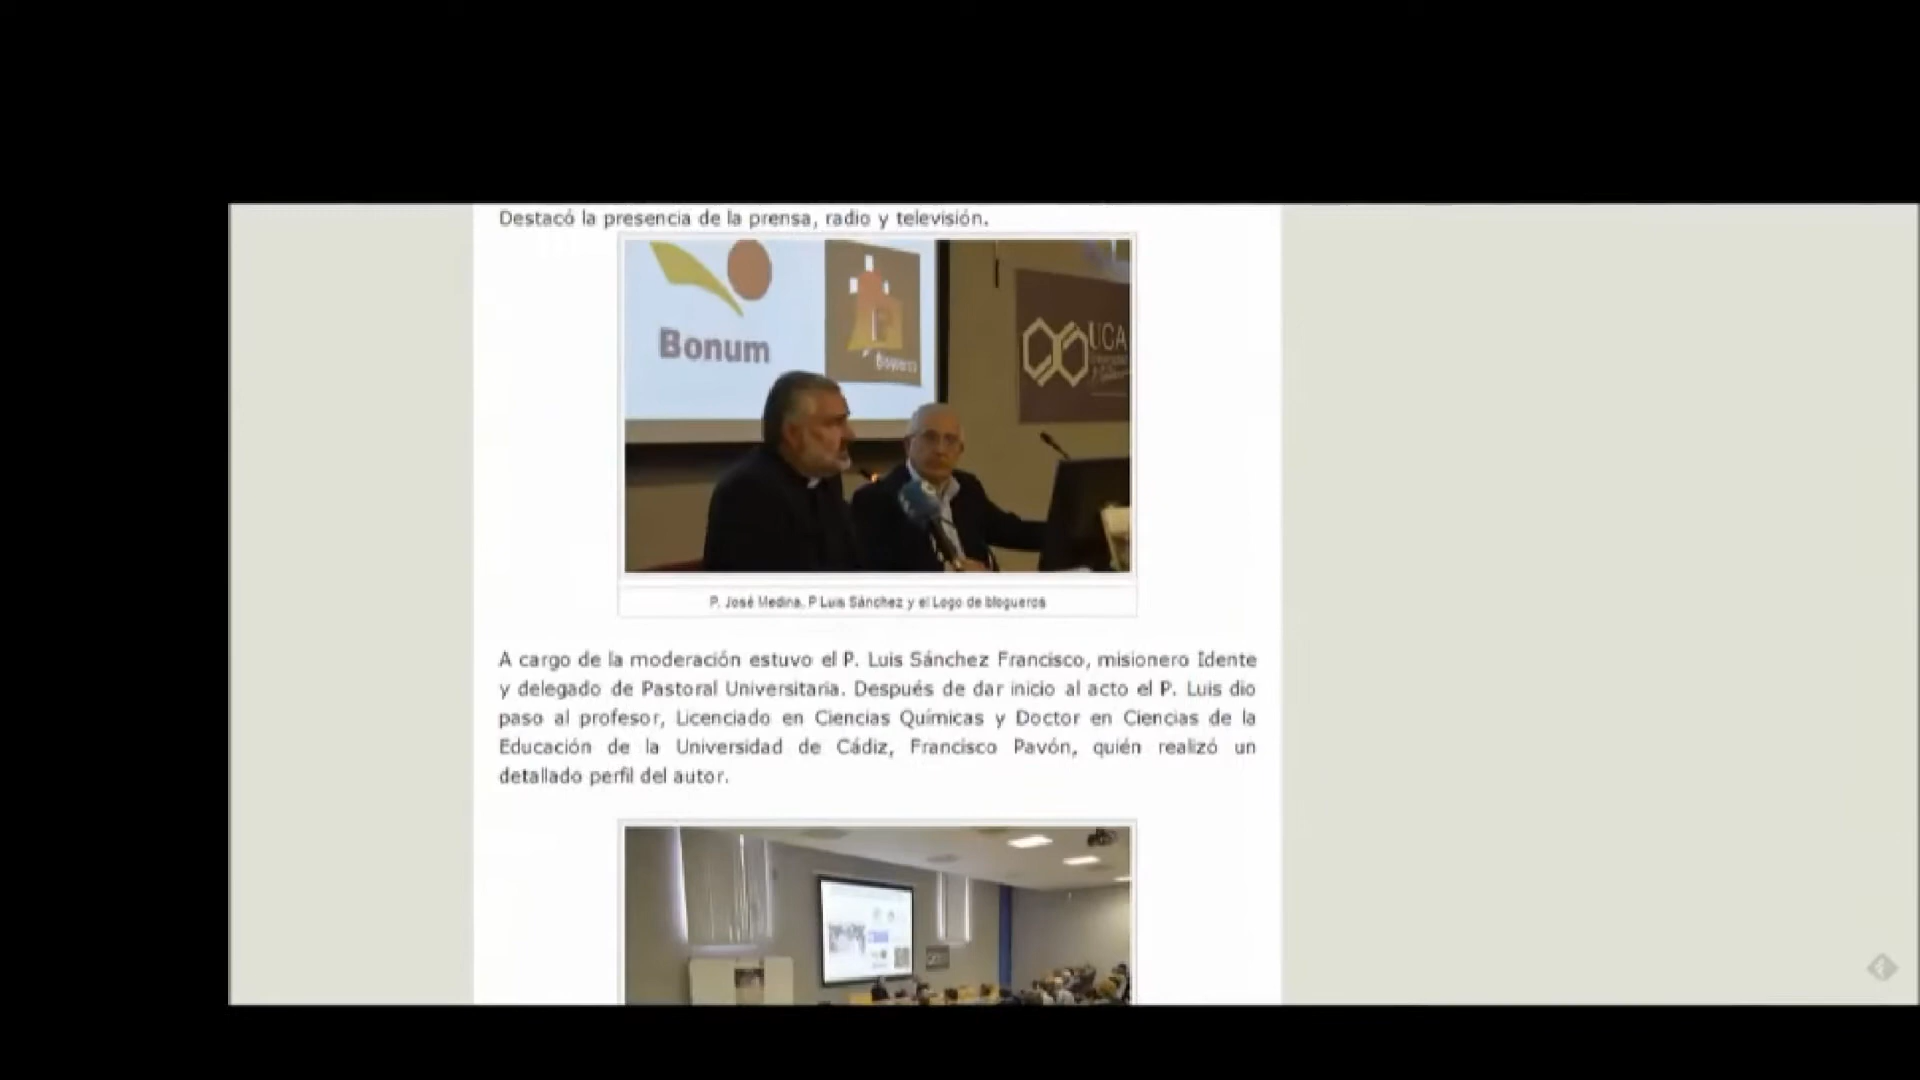 Destacó la presencia de la prensa, radio y televisión.
Bonum
UCA
P. José Medina, P Luis Sánchez y el Logo de blogueros
A cargo de la moderación estuvo el P. Luis Sánchez Francisco, misionero Idente
y delegado de Pastoral Universitaria. Después de dar inicio al acto el P. Luis dio
paso al profesor, Licenciado en Ciencias Químicas y Doctor en Ciencias de la
Educación de la Universidad de Cádiz, Francisco Pavón, quién realizó un
detallado perfil del autor.